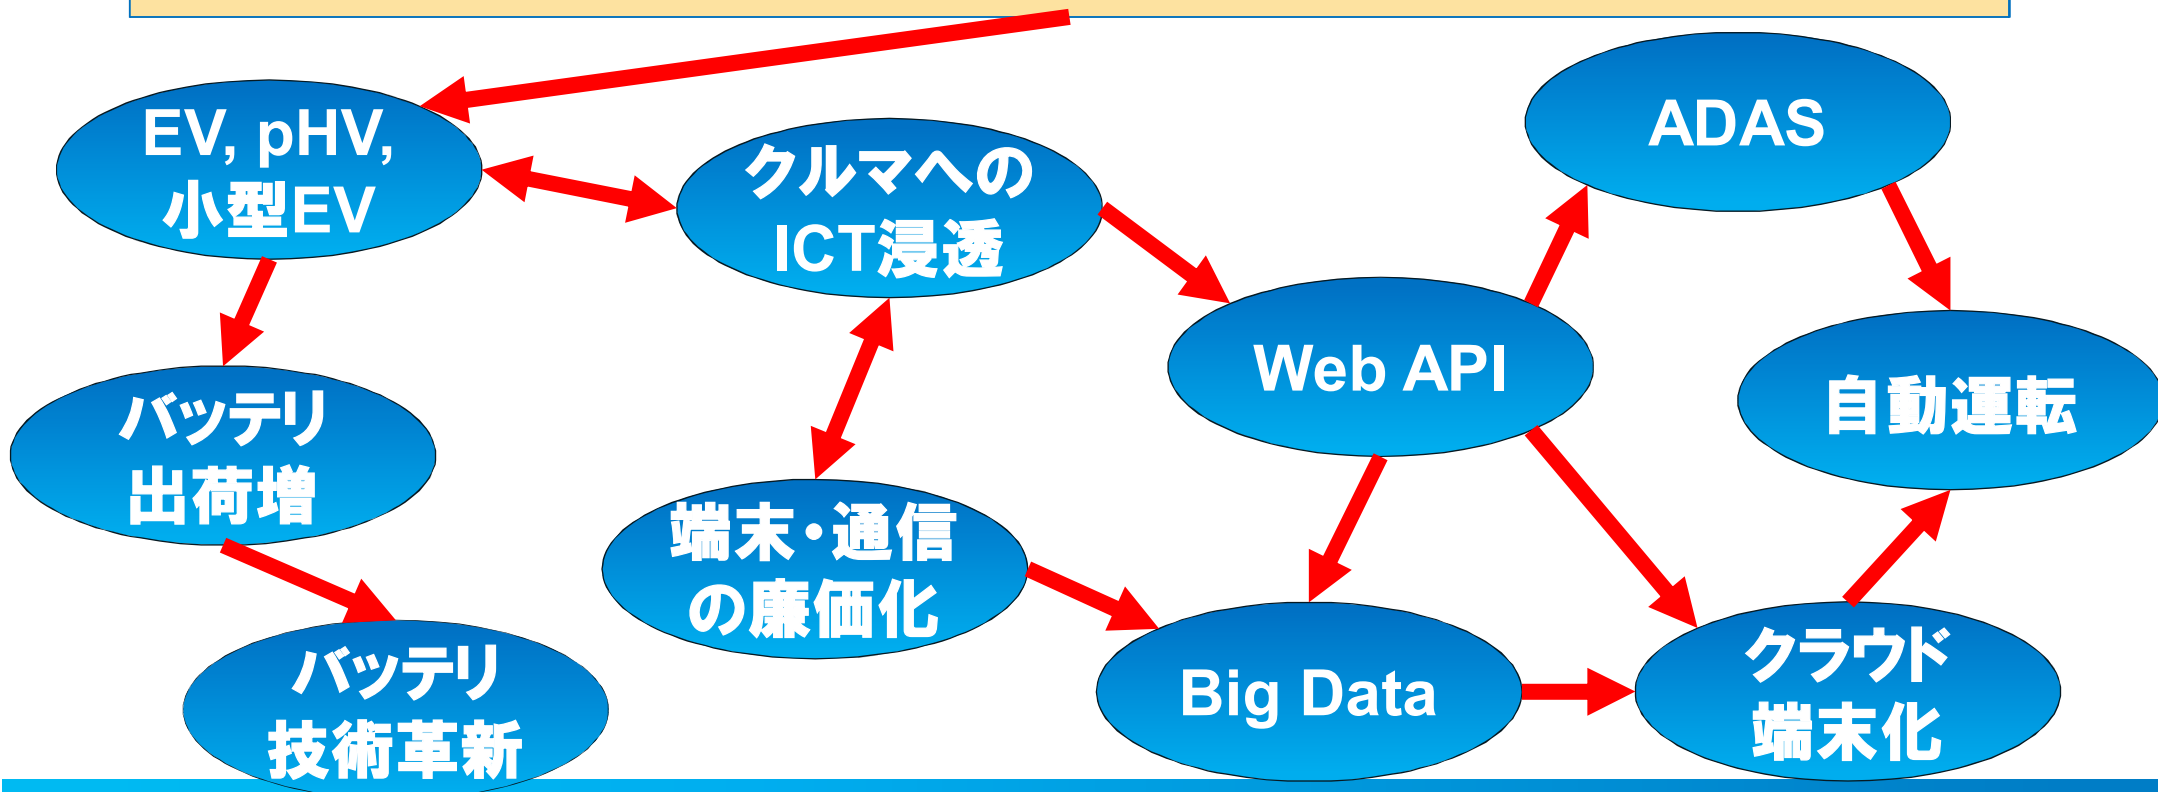 EV, pHV,
小型EV
クルマへの
ICT浸透
ADAS
Web API
自動運転
バッテリ
出荷増
端末・通信
の廉価化
バッテリ
技術革新
Big Data
クラウド
端末化